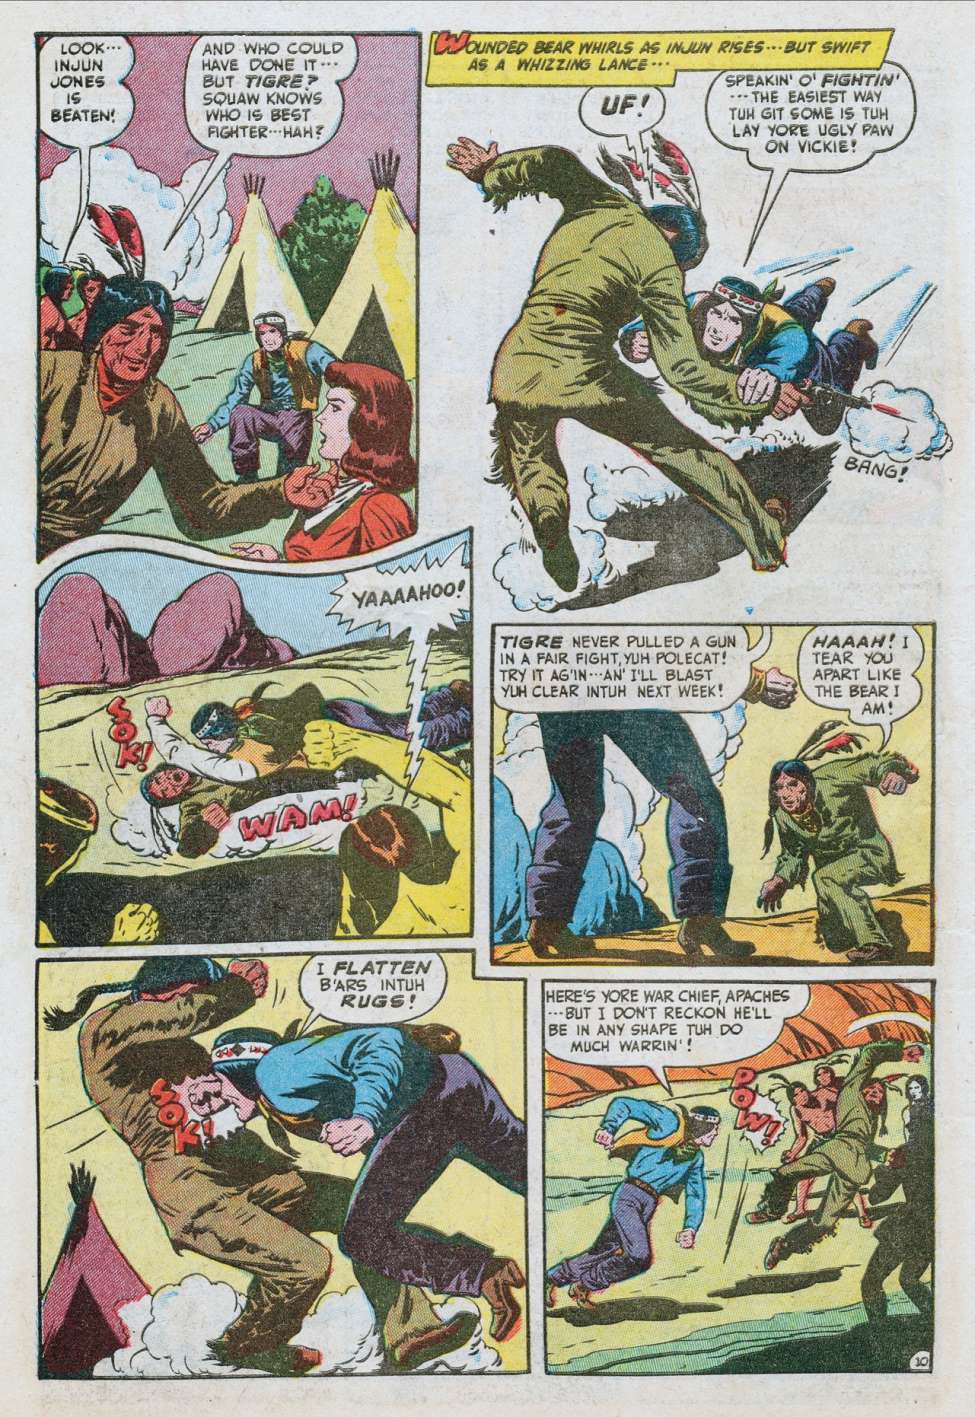 LOOK...
INJUN
JONES
IS
BEATEN!
AND WHO COULD
HAVE DONE IT...
BUT TIGRE?
SQUAW KNOWS
WHO IS BEST
FIGHTER...HAH?
WOUNDED BEAR WHIRLS AS INJUN RISES...BUT SWIFT
AS A WHIZZING LANCE...
UF!
SPEAKIN' O' FIGHTIN'
...THE EASIEST WAY
TUH GIT SOME IS TUH
LAY YORE UGLY PAW
ON VICKIE!
BANG!
YAAAAHOO!
SOK!
WAM!
TIGRE NEVER PULLED A GUN
IN A FAIR FIGHT, YUH POLECAT!
TRY IT AG'IN...AN' I'LL BLAST
YUH CLEAR INTUH NEXT WEEK!
HAAAH! I
TEAR YOU
APART LIKE
THE BEAR I
AM!
I FLATTEN
B'ARS INTUH
RUGS!
SOK!
HERE'S YORE WAR CHIEF, APACHES
...BUT I DON'T RECKON HE'LL
BE IN ANY SHAPE TUH DO
MUCH WARRIN'!
POW!
10